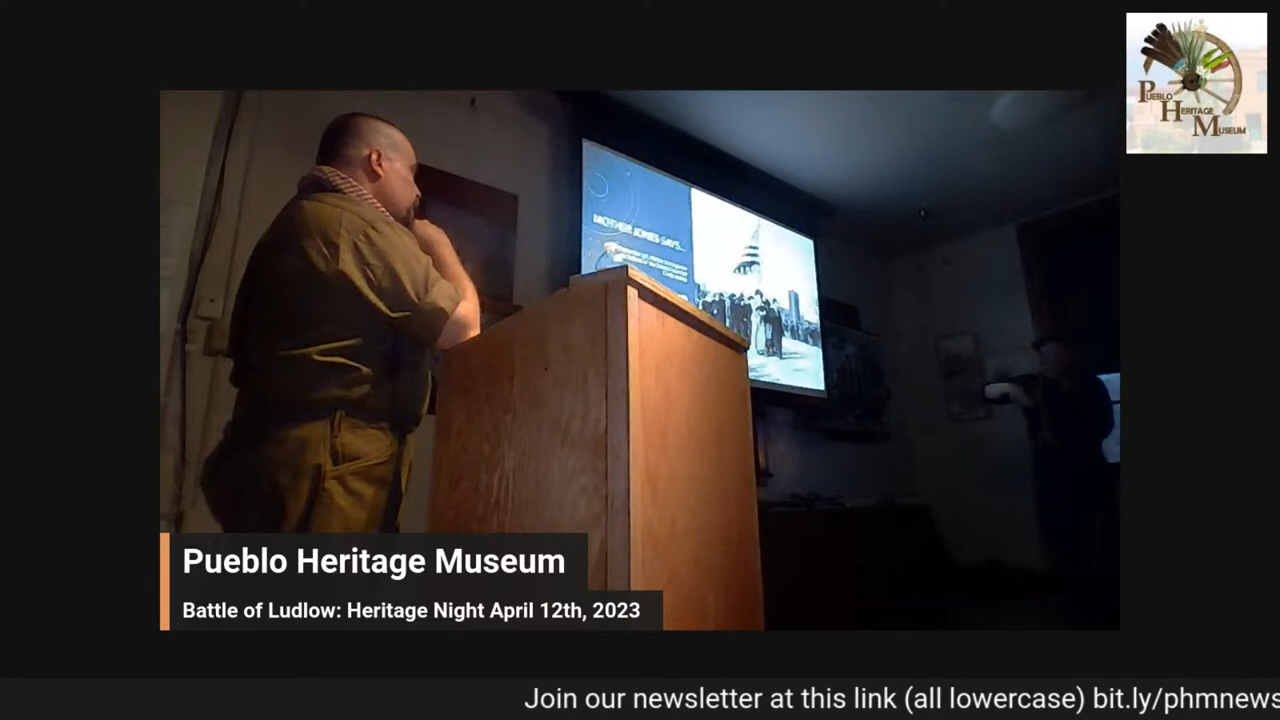 PUEBLO
HERITAGE
MUSEUM
MOTHER JONES SAYS...
Pueblo Heritage Museum
Battle of Ludlow: Heritage Night April 12th, 2023
Join our newsletter at this link (all lowercase) bit.ly/phmnews